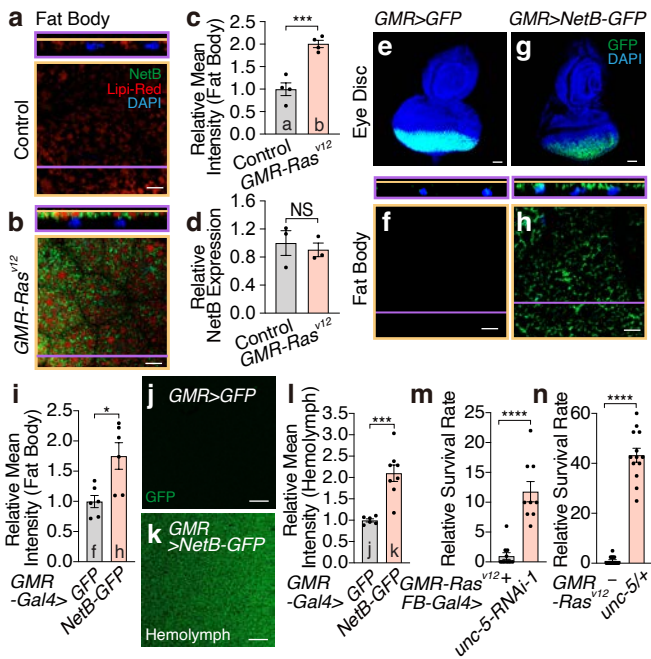 a Fat Body
Control
NetB
Lipi-Red
DAPI
b
GMR-Ras^v12
c
Relative Mean
Intensity (Fat Body)
2.5
2.0
1.5
1.0
0.5
0
***
a
b
Control
GMR-Ras^v12
d
Relative
NetB Expression
1.6
1.2
0.8
0.4
0
NS
Control
GMR-Ras^v12
GMR>GFP
GMR>NetB-GFP
e
g
GFP
DAPI
Eye Disc
f
h
Fat Body
i
Relative Mean
Intensity (Fat Body)
2.5
2.0
1.5
1.0
0.5
0
*
f
h
GMR
-Gal4>
GFP
NetB-GFP
j GMR>GFP
GFP
k GMR
>NetB-GFP
Hemolymph
l
Relative Mean
Intensity (Hemolymph)
3.5
3.0
2.5
2.0
1.5
1.0
0.5
0
***
j
k
GMR
-Gal4>
GFP
NetB-GFP
m
Relative Survival Rate
25
20
15
10
5
0
****
GMR-Ras^v12
FB-Gal4>
+
unc-5-RNAi-1
n
Relative Survival Rate
60
40
20
0
****
GMR
-Ras^v12
–
unc-5/+